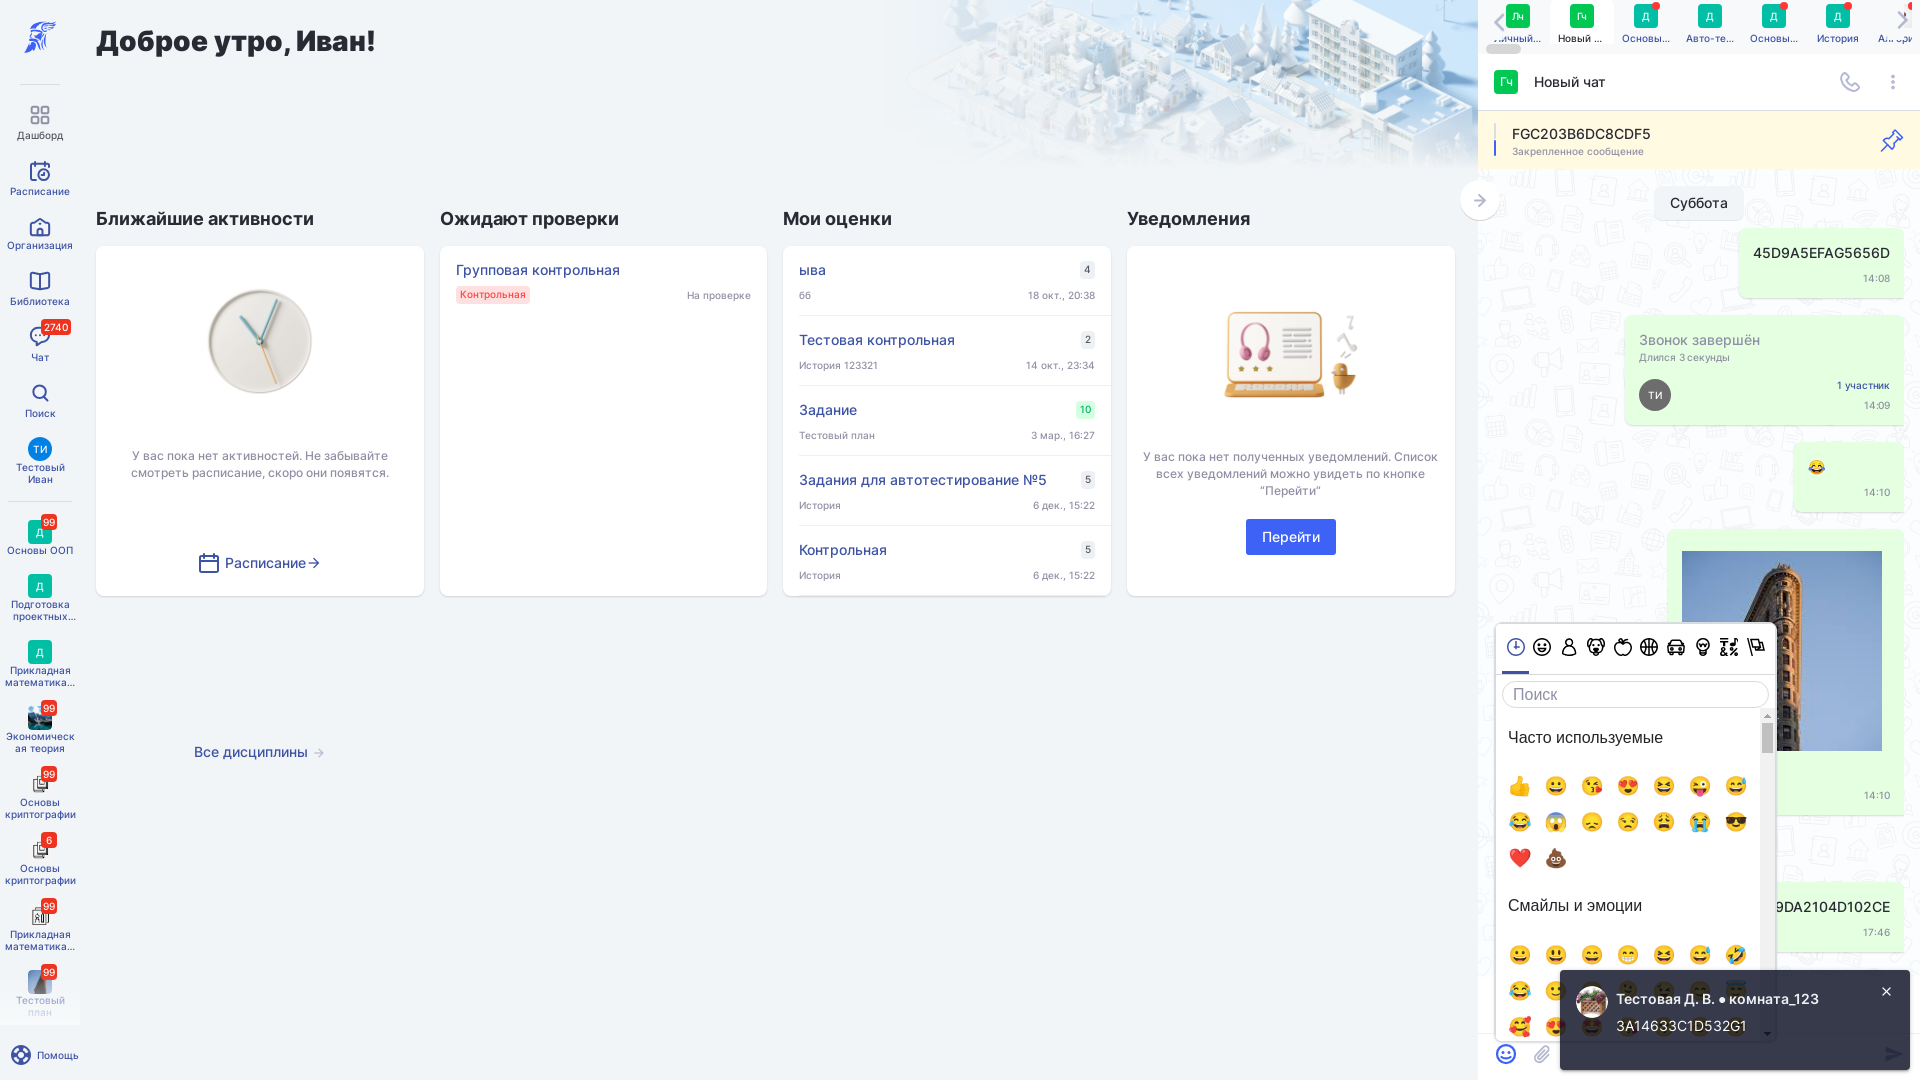 Доброе утро, Иван!
Дашборд
Расписание
Организация
Библиотека
2740
Чат
Поиск
ТИ
Тестовый
Иван
99
Д
Основы ООП
Д
Подготовка
проектных...
Д
Прикладная
математика...
99
Экономическ
ая теория
99
Основы
криптографии
6
Основы
криптографии
99
Прикладная
математика...
99
Тестовый
план
Помощь
Ближайшие активности
У вас пока нет активностей. Не забывайте
смотреть расписание, скоро они появятся.
Расписание
Ожидают проверки
Групповая контрольная
Контрольная
На проверке
Мои оценки
ыва
4
бб
18 окт., 20:38
Тестовая контрольная
2
История 123321
14 окт., 23:34
Задание
10
Тестовый план
3 мар., 16:27
Задания для автотестирование №5
5
История
6 дек., 15:22
Контрольная
5
История
6 дек., 15:22
Уведомления
У вас пока нет полученных уведомлений. Список
всех уведомлений можно увидеть по кнопке
“Перейти”
Перейти
Все дисциплины
Лч
Гч
Д
Д
Д
Д
Личный...
Новый ...
Основы...
Авто-те...
Основы...
История
Гч
Новый чат
FGC203B6DC8CDF5
Закрепленное сообщение
Суббота
45D9A5EFAG5656D
14:08
Звонок завершён
Длился 3 секунды
ТИ
1 участник
14:09
😂
14:10
14:10
Поиск
Часто используемые
Смайлы и эмоции
9DA2104D102CE
17:46
Тестовая Д. В. ● комната_123
3A14633C1D532G1